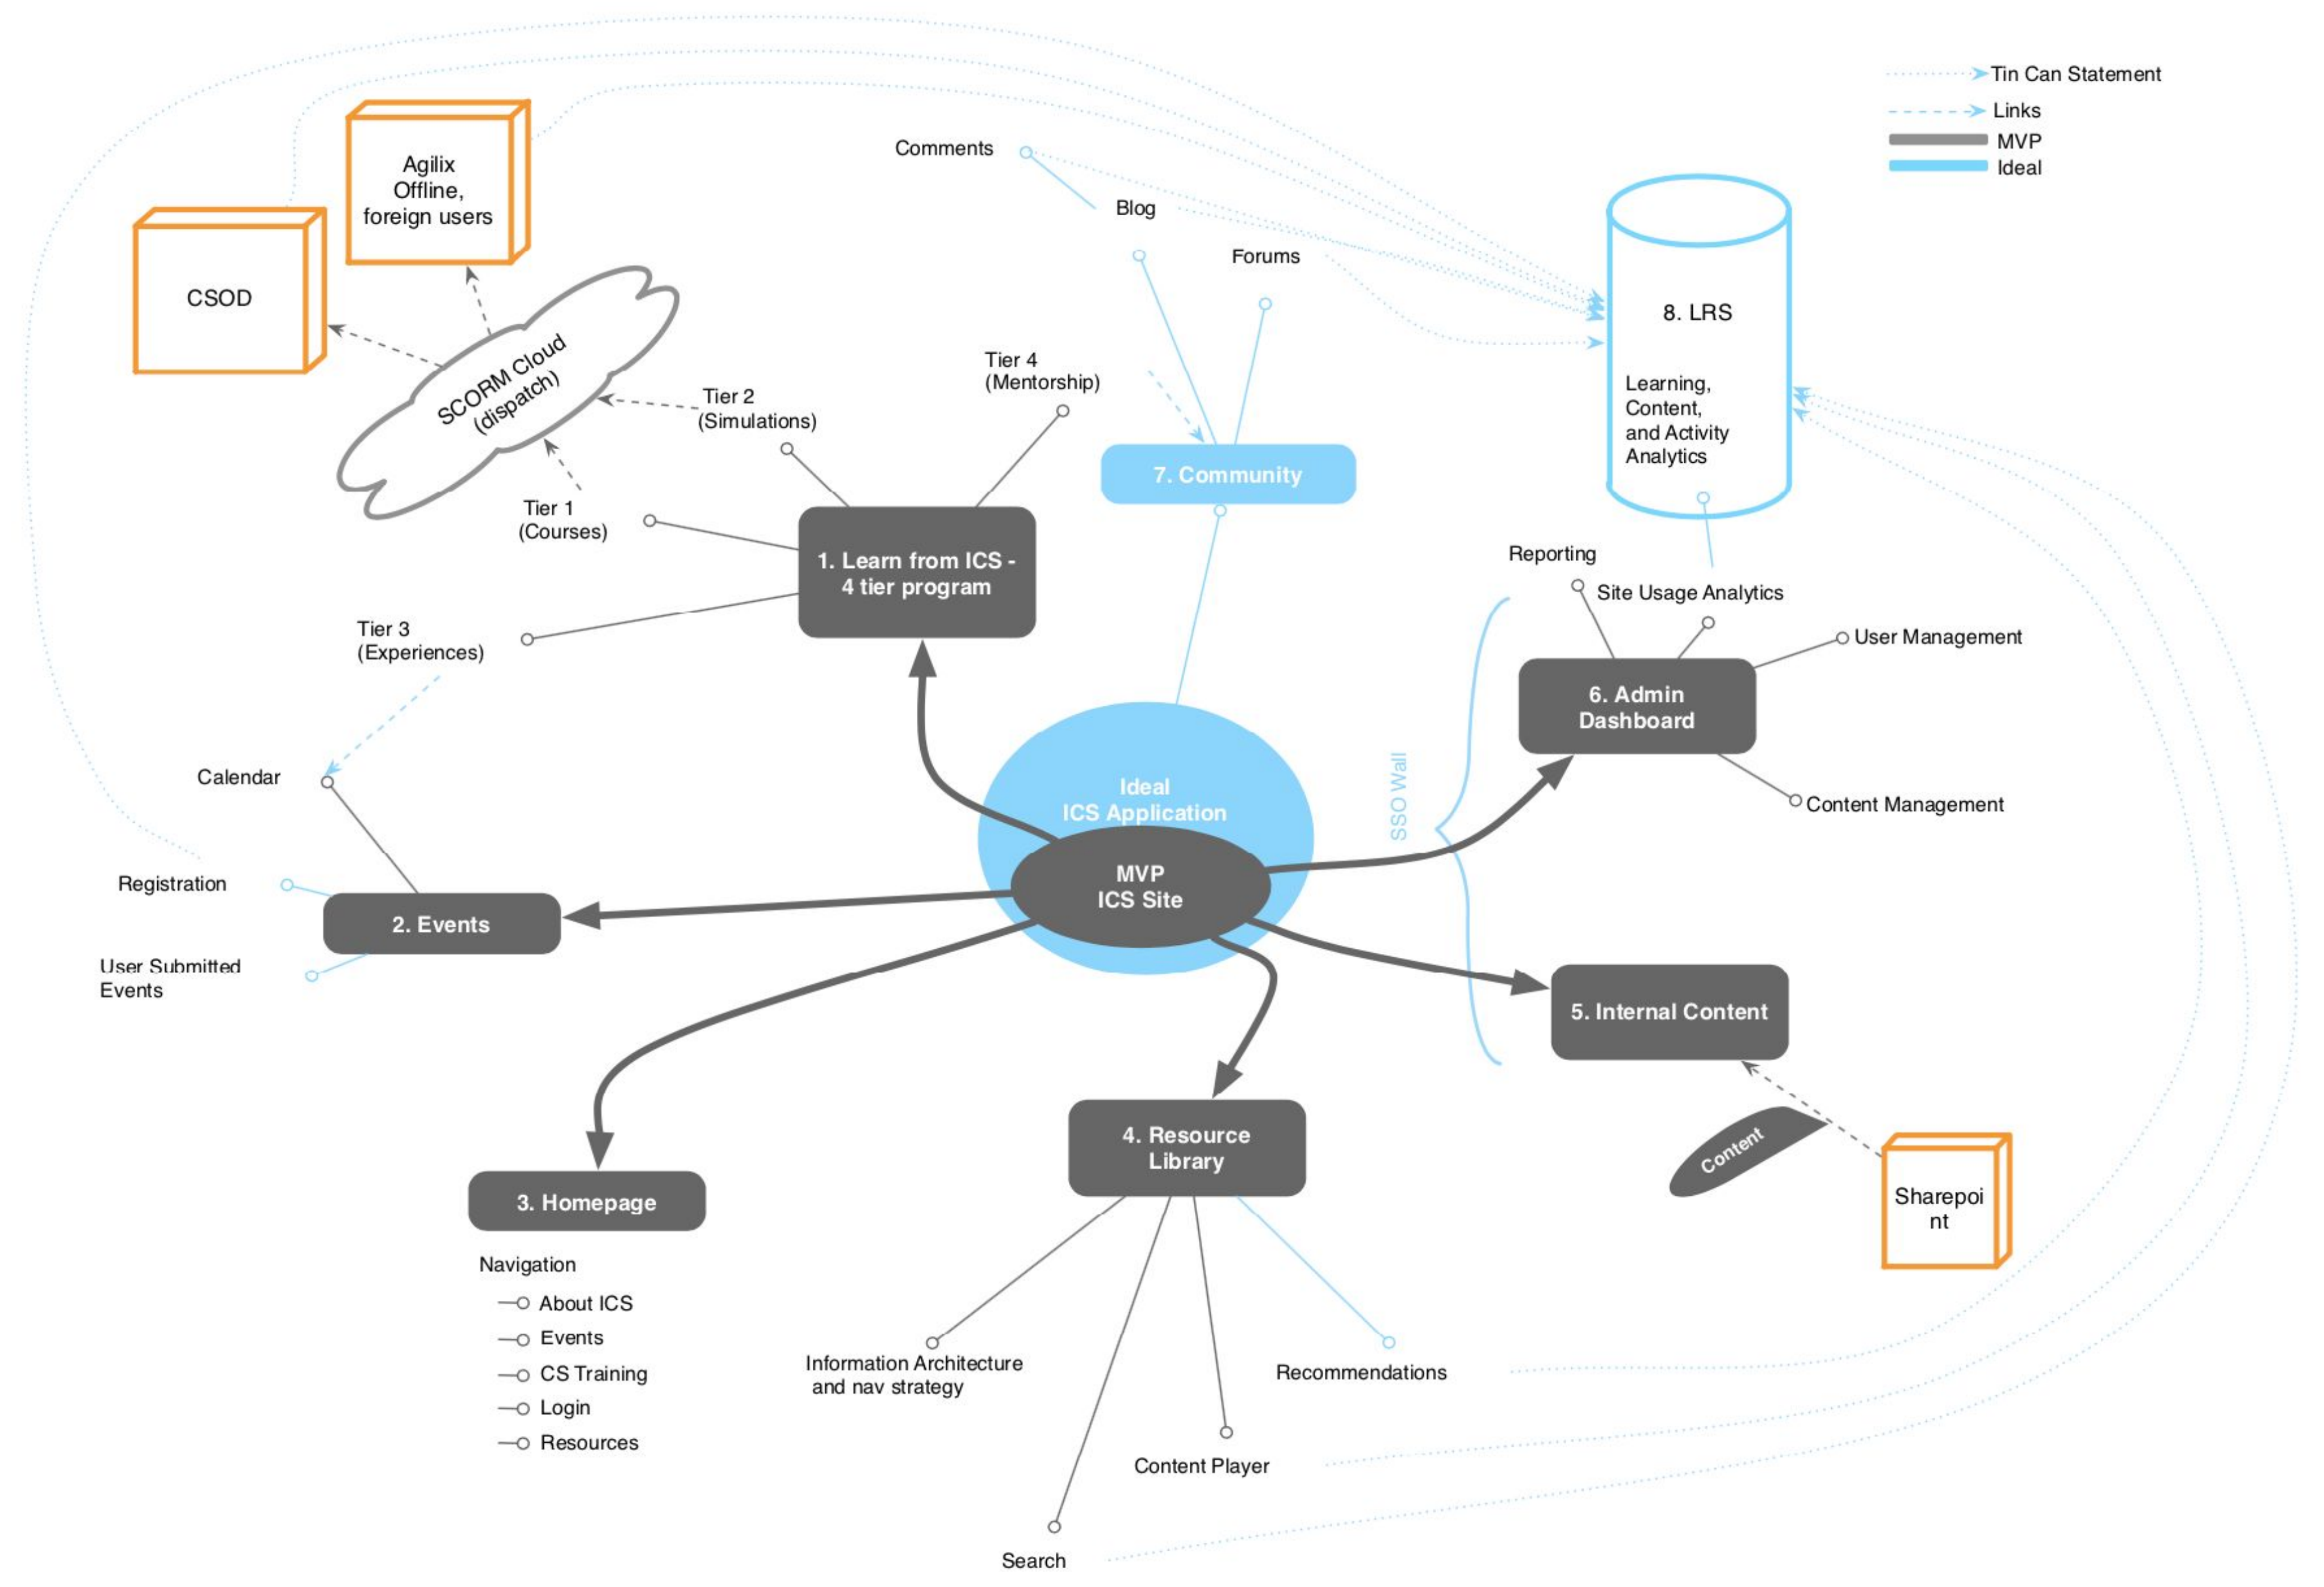 Tin Can Statement
Links
MVP
Ideal
Agilix
Offline,
foreign users
CSOD
SCORM Cloud
(dispatch)
Comments
Blog
Forums
8. LRS
Learning,
Content,
and Activity
Analytics
Tier 4
(Mentorship)
Tier 2
(Simulations)
Tier 1
(Courses)
7. Community
1. Learn from ICS -
4 tier program
Tier 3
(Experiences)
Reporting
Site Usage Analytics
User Management
6. Admin
Dashboard
Content Management
SSO Wall
Ideal
ICS Application
MVP
ICS Site
Calendar
Registration
2. Events
User Submitted
Events
5. Internal Content
Content
Sharepoi
nt
4. Resource
Library
3. Homepage
Navigation
About ICS
Events
CS Training
Login
Resources
Information Architecture
and nav strategy
Recommendations
Content Player
Search